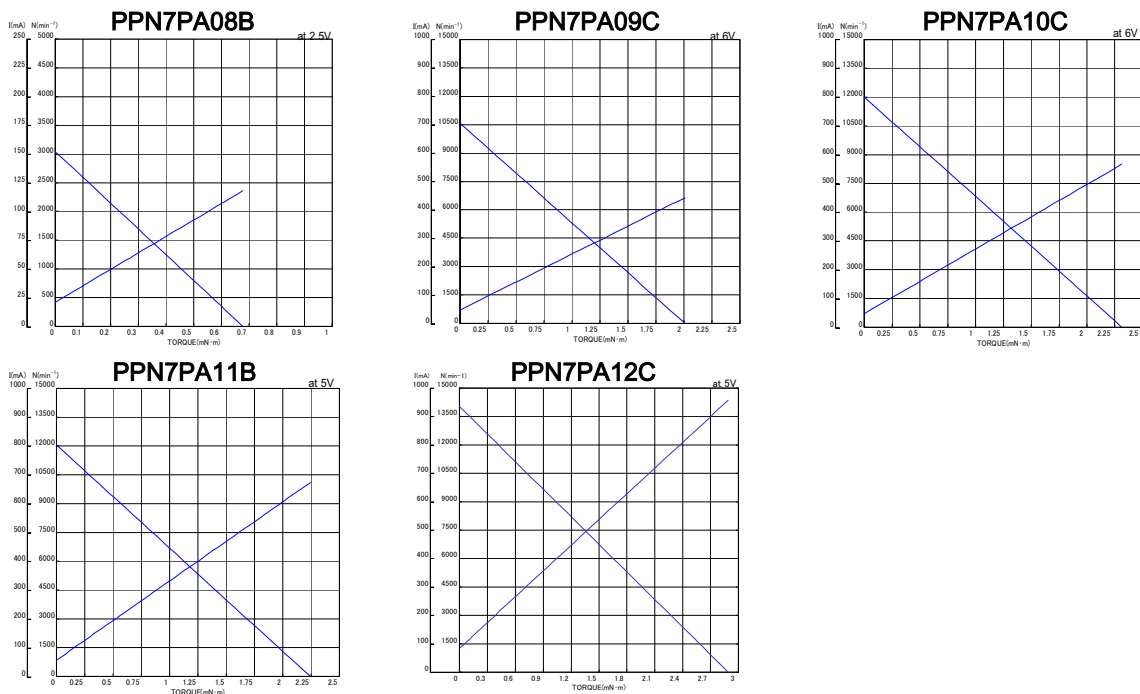 PPN7PA08B
I(mA) N(min⁻¹)
at 2.5V
250 5000
225 4500
200 4000
175 3500
150 3000
125 2500
100 2000
75 1500
50 1000
25 500
0 0
0 0.1 0.2 0.3 0.4 0.5 0.6 0.7 0.8 0.9 1
TORQUE(mN·m)
PPN7PA09C
I(mA) N(min⁻¹)
at 6V
1000 15000
900 13500
800 12000
700 10500
600 9000
500 7500
400 6000
300 4500
200 3000
100 1500
0 0
0 0.25 0.5 0.75 1 1.25 1.5 1.75 2 2.25 2.5
TORQUE(mN·m)
PPN7PA10C
I(mA) N(min⁻¹)
at 6V
1000 15000
900 13500
800 12000
700 10500
600 9000
500 7500
400 6000
300 4500
200 3000
100 1500
0 0
0 0.25 0.5 0.75 1 1.25 1.5 1.75 2 2.25 2.5
TORQUE(mN·m)
PPN7PA11B
I(mA) N(min⁻¹)
at 5V
1000 15000
900 13500
800 12000
700 10500
600 9000
500 7500
400 6000
300 4500
200 3000
100 1500
0 0
0 0.25 0.5 0.75 1 1.25 1.5 1.75 2 2.25 2.5
TORQUE(mN·m)
PPN7PA12C
I(mA) N(min-1)
at 5V
1000 15000
900 13500
800 12000
700 10500
600 9000
500 7500
400 6000
300 4500
200 3000
100 1500
0 0
0 0.3 0.6 0.9 1.2 1.5 1.8 2.1 2.4 2.7 3
TORQUE(mN·m)